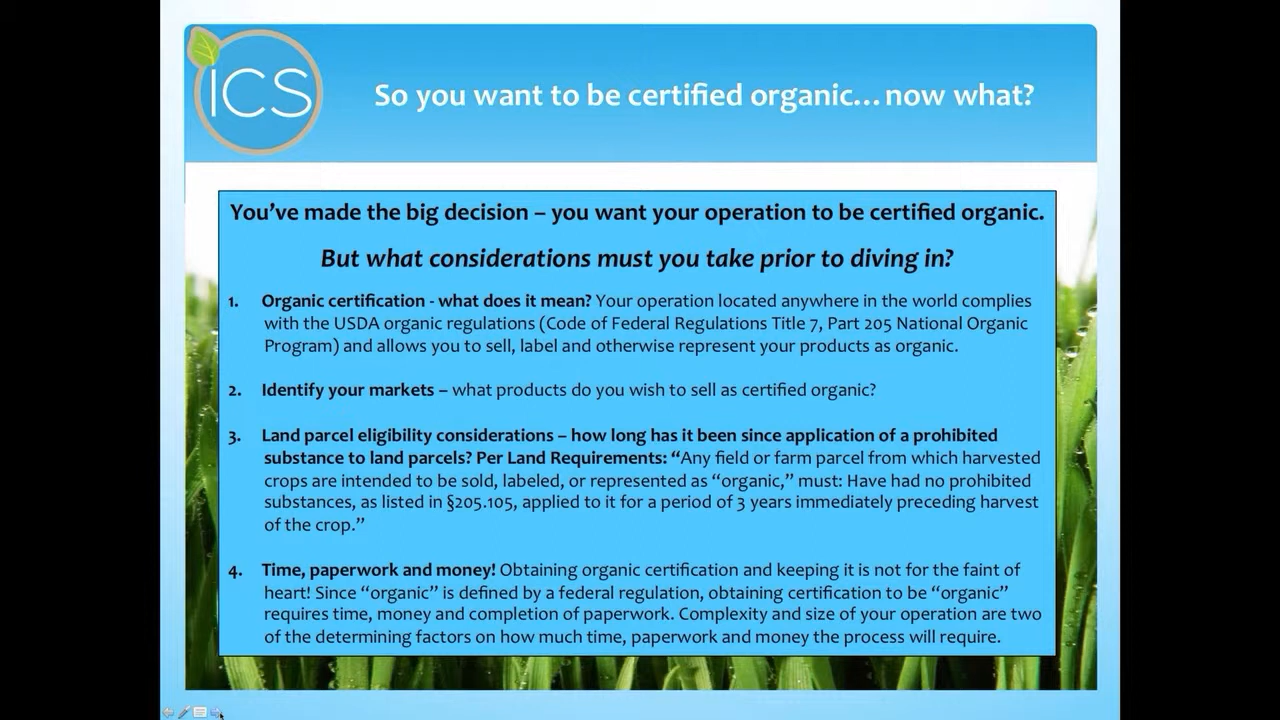 ICS
So you want to be certified organic…now what?
You’ve made the big decision – you want your operation to be certified organic.
But what considerations must you take prior to diving in?
1. Organic certification - what does it mean? Your operation located anywhere in the world complies
with the USDA organic regulations (Code of Federal Regulations Title 7, Part 205 National Organic
Program) and allows you to sell, label and otherwise represent your products as organic.
2. Identify your markets – what products do you wish to sell as certified organic?
3. Land parcel eligibility considerations – how long has it been since application of a prohibited
substance to land parcels? Per Land Requirements: “Any field or farm parcel from which harvested
crops are intended to be sold, labeled, or represented as “organic,” must: Have had no prohibited
substances, as listed in §205.105, applied to it for a period of 3 years immediately preceding harvest
of the crop.”
4. Time, paperwork and money! Obtaining organic certification and keeping it is not for the faint of
heart! Since “organic” is defined by a federal regulation, obtaining certification to be “organic”
requires time, money and completion of paperwork. Complexity and size of your operation are two
of the determining factors on how much time, paperwork and money the process will require.